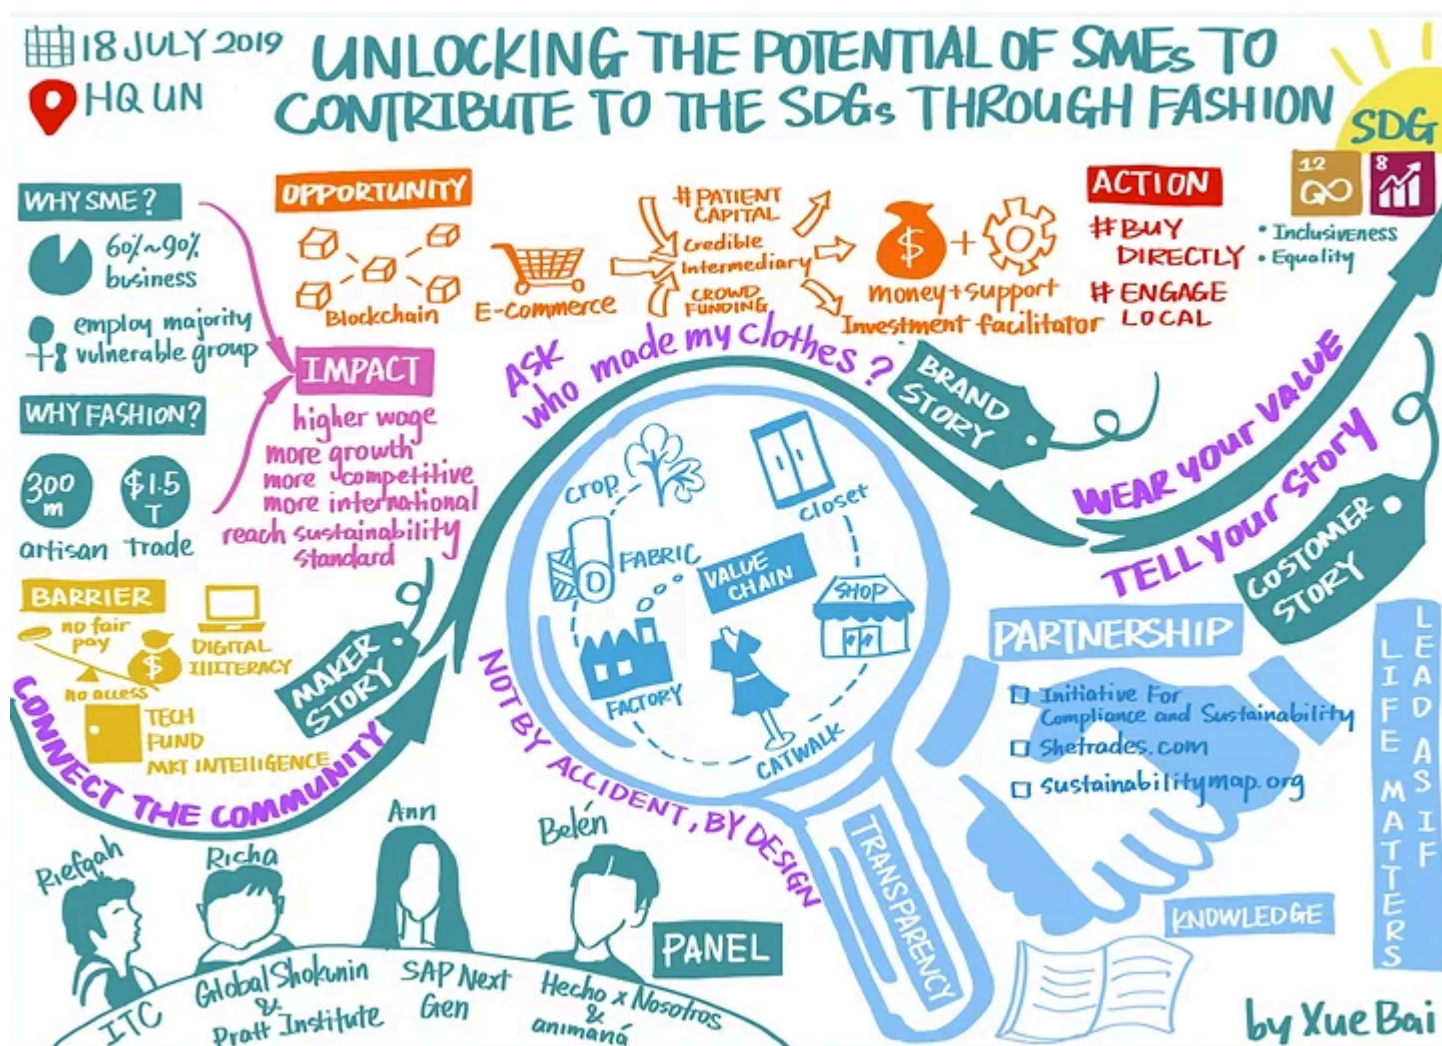 18 JULY 2019
HQ UN
UNLOCKING THE POTENTIAL OF SMEs TO
CONTRIBUTE TO THE SDGs THROUGH FASHION
SDG
12
8
• Inclusiveness
• Equality
WHY SME?
60%~90%
business
employ majority
vulnerable group
WHY FASHION?
300
m
artisan
$1.5
T
trade
IMPACT
higher wage
more growth
more competitive
more international
reach sustainability
standard
OPPORTUNITY
Blockchain
E-Commerce
# PATIENT
CAPITAL
Credible
Intermediary
CROWD
FUNDING
$
+
money+support
Investment facilitator
ACTION
# BUY
DIRECTLY
# ENGAGE
LOCAL
BARRIER
no fair
pay
$
DIGITAL
IllITERACY
no access
TECH
FUND
MKT INTEllIGENCE
CONNECT THE COMMUNITY
MAKER
STORY
ASK
who made my clothes?
BRAND
STORY
WEAR your VALUE
TELL Your Story
COSTOMER
STORY
crop
FABRIC
FACTORY
VALUE
CHAIN
closet
SHOP
CATWALK
NOT BY ACCIDENT, BY DESIGN
TRANSPARENCY
PARTNERSHIP
Initiative For
Compliance and Sustainability
Shetrades.com
sustainabilitymap.org
KNOWLEDGE
LEAD AS IF
LIFE MATTERS
Riefqah
Richa
Ann
Belén
PANEL
ITC
Global Shokunin
&
Pratt Institute
SAP Next
Gen
Hecho x Nosotros
&
animaná
by Xue Bai